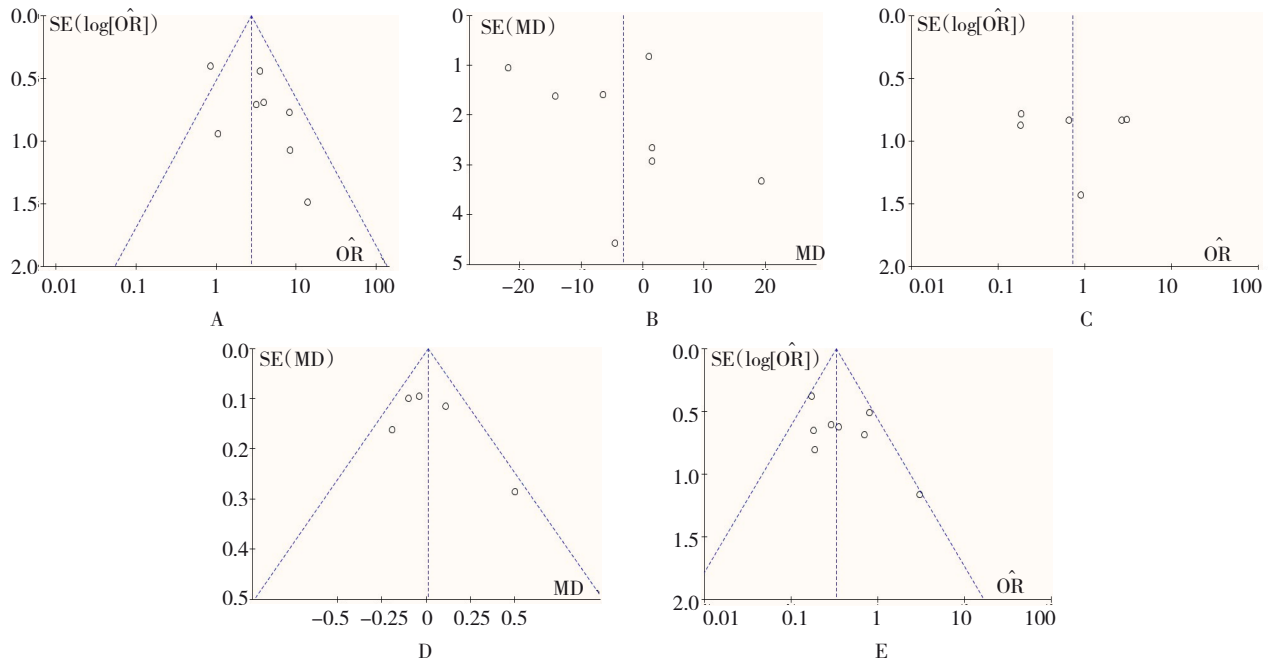 0.0 SE(log[OR̂])
0.5
1.0
1.5
2.0
OR̂
0.01 0.1 1 10 100
A
0 SE(MD)
1
2
3
4
5
MD
−20 −10 0 10 20
B
0.0 SE(log[OR̂])
0.5
1.0
1.5
2.0
OR̂
0.01 0.1 1 10 100
C
0.0 SE(MD)
0.1
0.2
0.3
0.4
0.5
MD
−0.5 −0.25 0 0.25 0.5
D
0.0 SE(log[OR̂])
0.5
1.0
1.5
2.0
OR̂
0.01 0.1 1 10 100
E